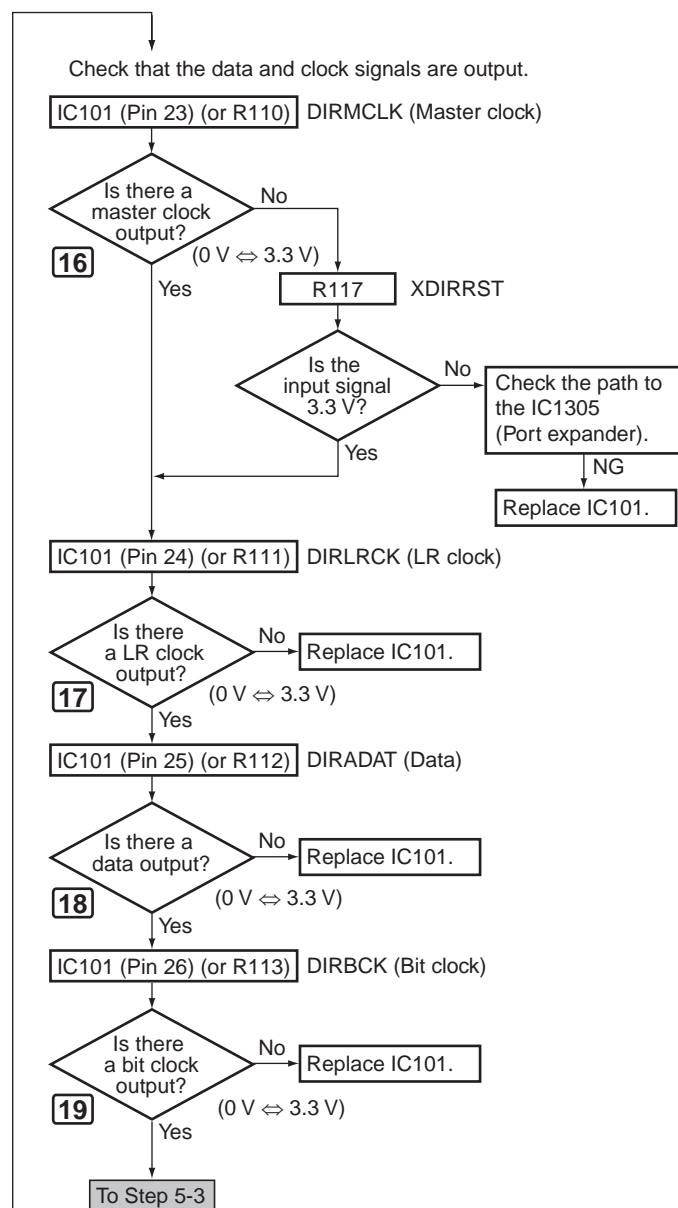 Check that the data and clock signals are output.
IC101 (Pin 23) (or R110) DIRMCLK (Master clock)
Is there a
master clock
output?
No
16
(0 V ⇔ 3.3 V)
Yes
R117 XDIRRST
Is the
input signal
3.3 V?
No
Check the path to
the IC1305
(Port expander).
Yes
NG
Replace IC101.
IC101 (Pin 24) (or R111) DIRLRCK (LR clock)
Is there
a LR clock
output?
No
Replace IC101.
17
(0 V ⇔ 3.3 V)
Yes
IC101 (Pin 25) (or R112) DIRADAT (Data)
Is there a
data output?
No
Replace IC101.
18
(0 V ⇔ 3.3 V)
Yes
IC101 (Pin 26) (or R113) DIRBCK (Bit clock)
Is there
a bit clock
output?
No
Replace IC101.
19
(0 V ⇔ 3.3 V)
Yes
To Step 5-3